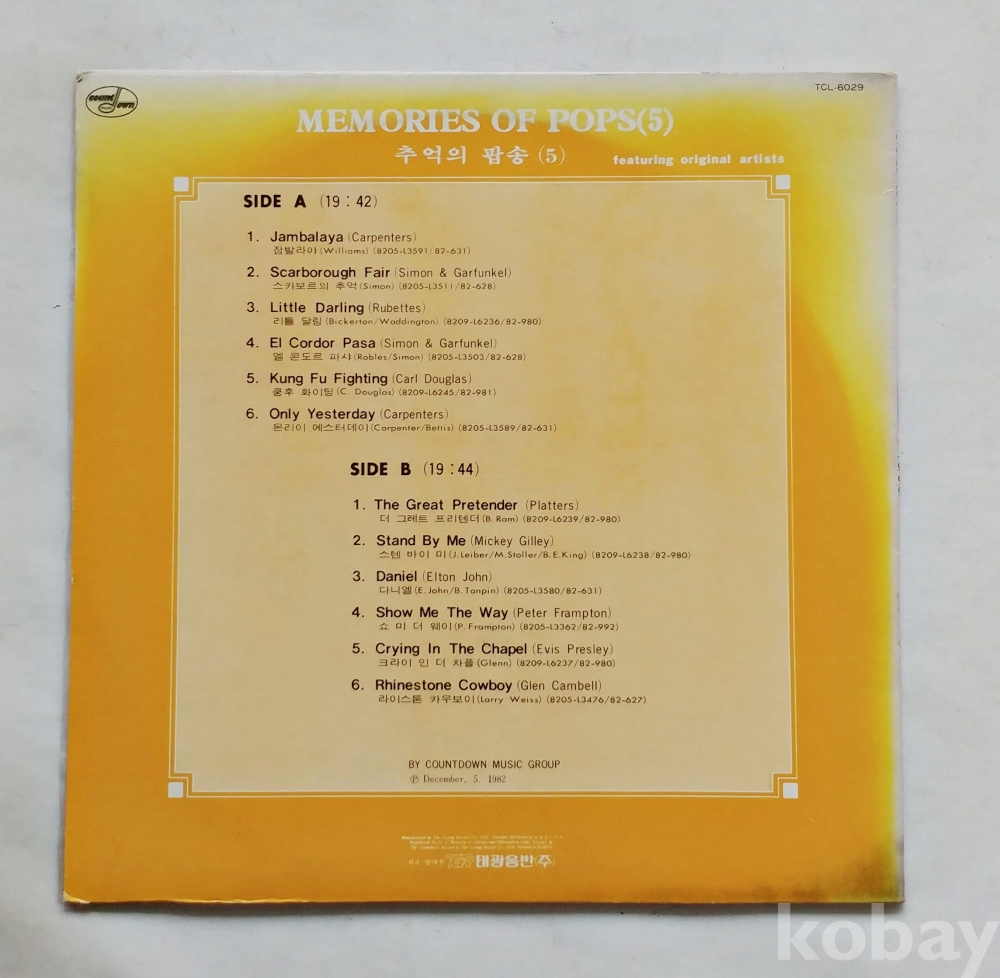 count Down
TCL-6029
MEMORIES OF POPS(5)
추억의 팝송 (5)
featuring original artists
SIDE A (19 : 42)
1. Jambalaya (Carpenters)
잠발라야(Williams) (8205-L3591/82-631)
2. Scarborough Fair (Simon & Garfunkel)
스카보르의 추억(Simon) (8205-L3511/82-628)
3. Little Darling (Rubettes)
리틀 달링(Bickerton/Waddington) (8209-L6236/82-980)
4. El Cordor Pasa (Simon & Garfunkel)
엘 콘도르 파샤(Robles/Simon) (8205-L3503/82-628)
5. Kung Fu Fighting (Carl Douglas)
쿵후 화이팅(C. Douglas) (8209-L6245/82-981)
6. Only Yesterday (Carpenters)
온리이 에스터데이(Carpenter/Bettis) (8205-L3589/82-631)
SIDE B (19 : 44)
1. The Great Pretender (Platters)
더 그레트 프리텐더(B. Ram) (8209-L6239/82-980)
2. Stand By Me (Mickey Gilley)
스텐 바이 미(J. Leiber/M. Stoller/B. E. King) (8209-L6238/82-980)
3. Daniel (Elton John)
다니엘(E. John/B. Tanpin) (8205-L3580/82-631)
4. Show Me The Way (Peter Frampton)
쇼 미 더 웨이(P. Frampton) (8205-L3362/82-992)
5. Crying In The Chapel (Evis Presley)
크라이 인 더 차플(Glenn) (8209-L6237/82-980)
6. Rhinestone Cowboy (Glen Cambell)
라이스톤 카우보이(Larry Weiss) (8205-L3476/82-627)
BY COUNTDOWN MUSIC GROUP
Ⓟ December, .5. 1982
태광음반(주)
kobay